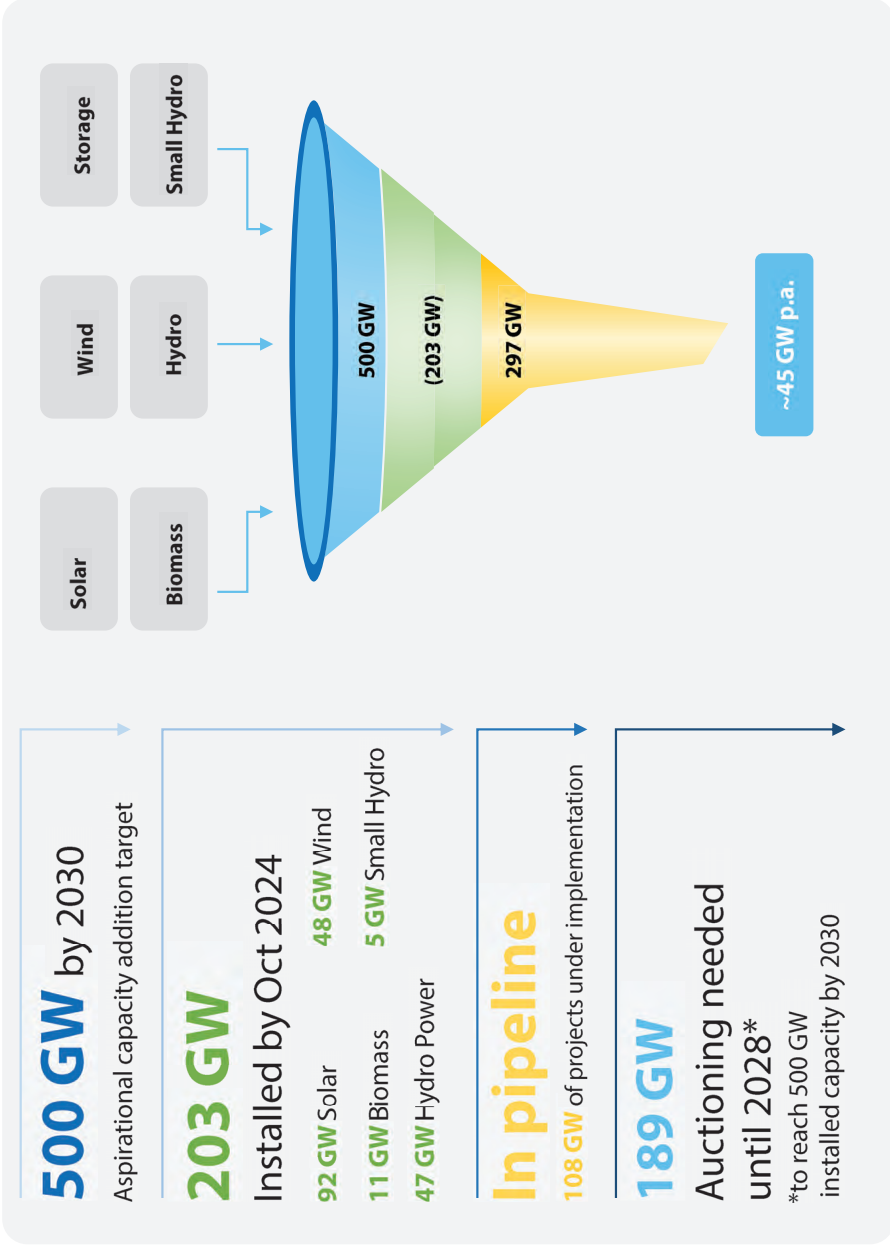 500 GW by 2030
Aspirational capacity addition target
203 GW
Installed by Oct 2024
92 GW Solar
48 GW Wind
11 GW Biomass
5 GW Small Hydro
47 GW Hydro Power
In pipeline
108 GW of projects under implementation
189 GW
Auctioning needed
until 2028*
*to reach 500 GW
installed capacity by 2030
Solar
Wind
Storage
Biomass
Hydro
Small Hydro
500 GW
(203 GW)
297 GW
~45 GW p.a.